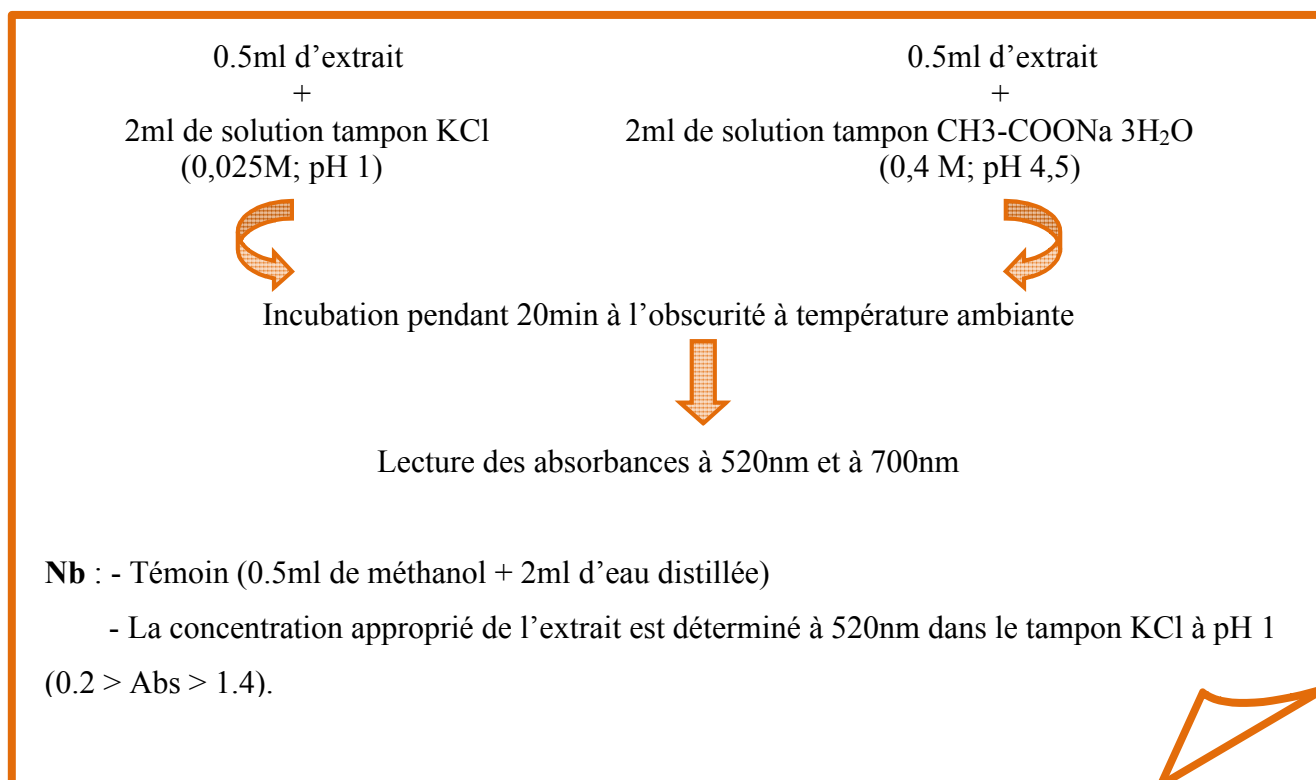 0.5ml d’extrait
+
2ml de solution tampon KCl
(0,025M; pH 1)
0.5ml d’extrait
+
2ml de solution tampon CH3-COONa 3H₂O
(0,4 M; pH 4,5)
Incubation pendant 20min à l’obscurité à température ambiante
Lecture des absorbances à 520nm et à 700nm
Nb : - Témoin (0.5ml de méthanol + 2ml d’eau distillée)
- La concentration approprié de l’extrait est déterminé à 520nm dans le tampon KCl à pH 1
(0.2 > Abs > 1.4).